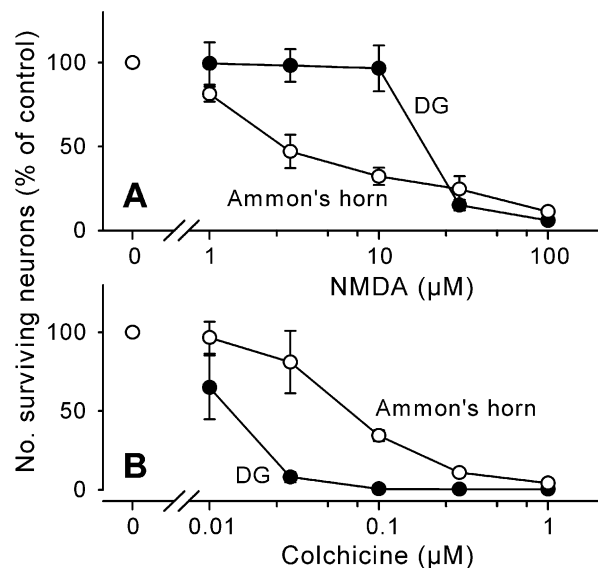 No. surviving neurons (% of control)
100
50
0
DG
Ammon's horn
A
0 1 10 100
NMDA (µM)
100
50
0
Ammon's horn
DG
B
0 0.01 0.1 1
Colchicine (µM)